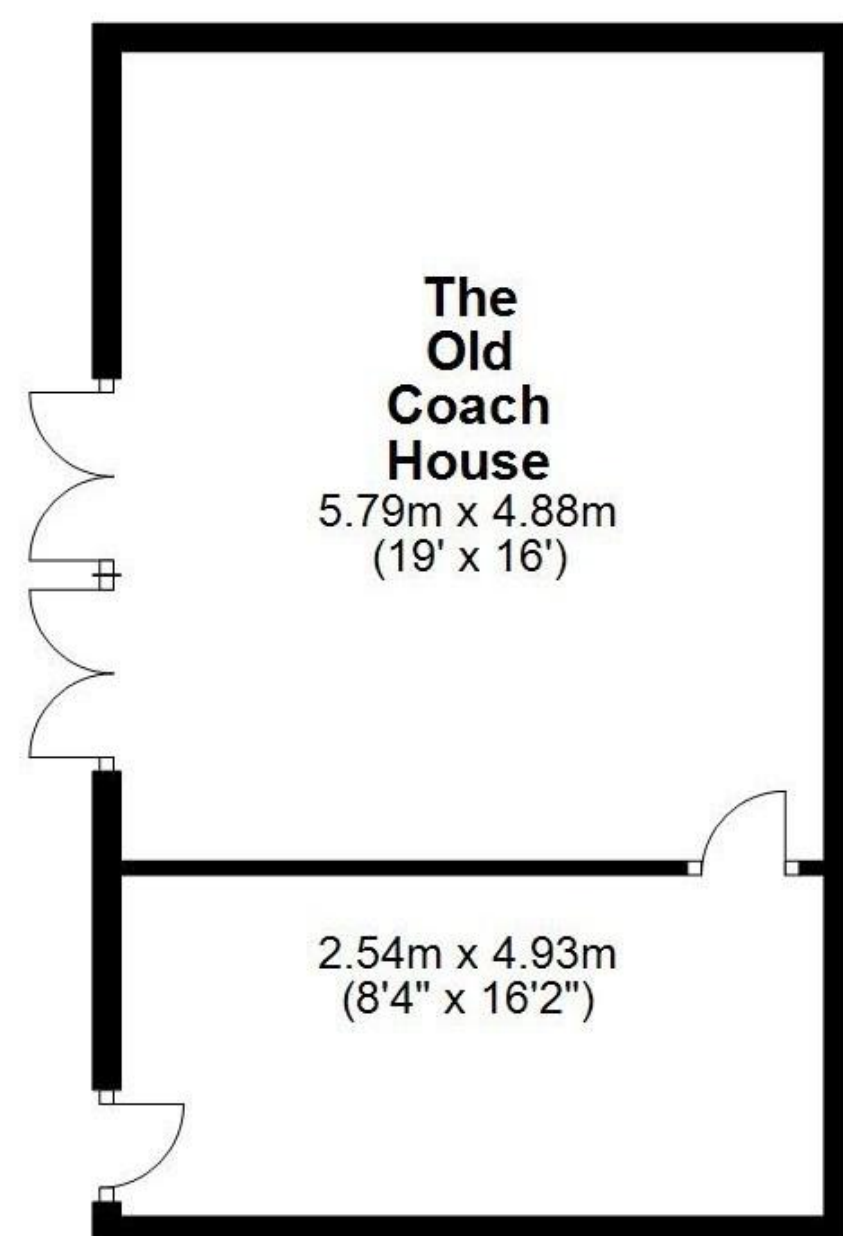 The
Old
Coach
House
5.79m x 4.88m
(19' x 16')
2.54m x 4.93m
(8'4" x 16'2")